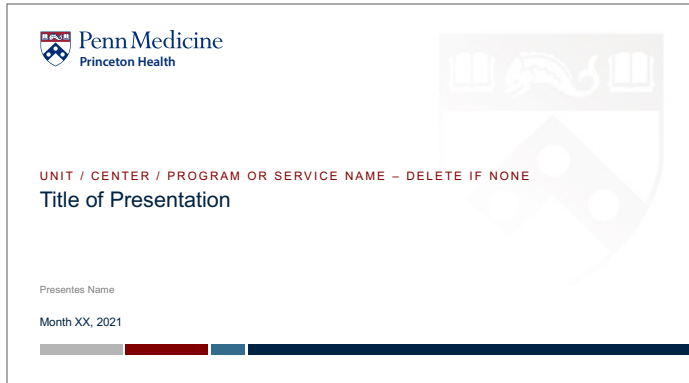 Penn Medicine
Princeton Health
UNIT / CENTER / PROGRAM OR SERVICE NAME – DELETE IF NONE
Title of Presentation
Presentes Name
Month XX, 2021